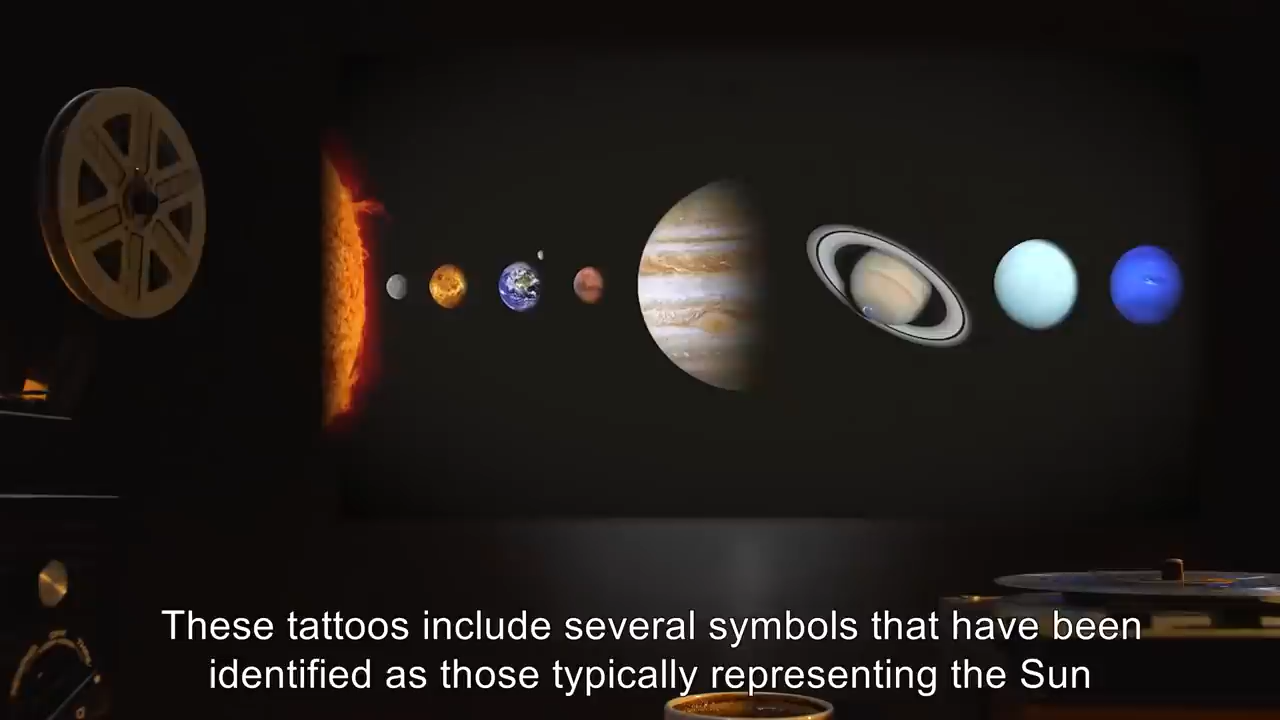 These tattoos include several symbols that have been
identified as those typically representing the Sun